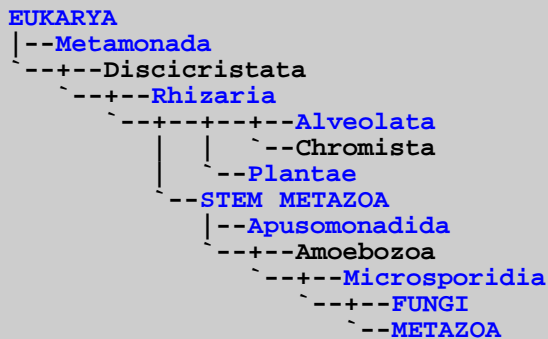 EUKARYA
|--Metamonada
`--+--Discicristata
`--+--Rhizaria
`--+--+--+--Alveolata
| | `--Chromista
| `--Plantae
`--STEM METAZOA
|--Apusomonadida
`--+--Amoebozoa
`--+--Microsporidia
`--+--FUNGI
`--METAZOA